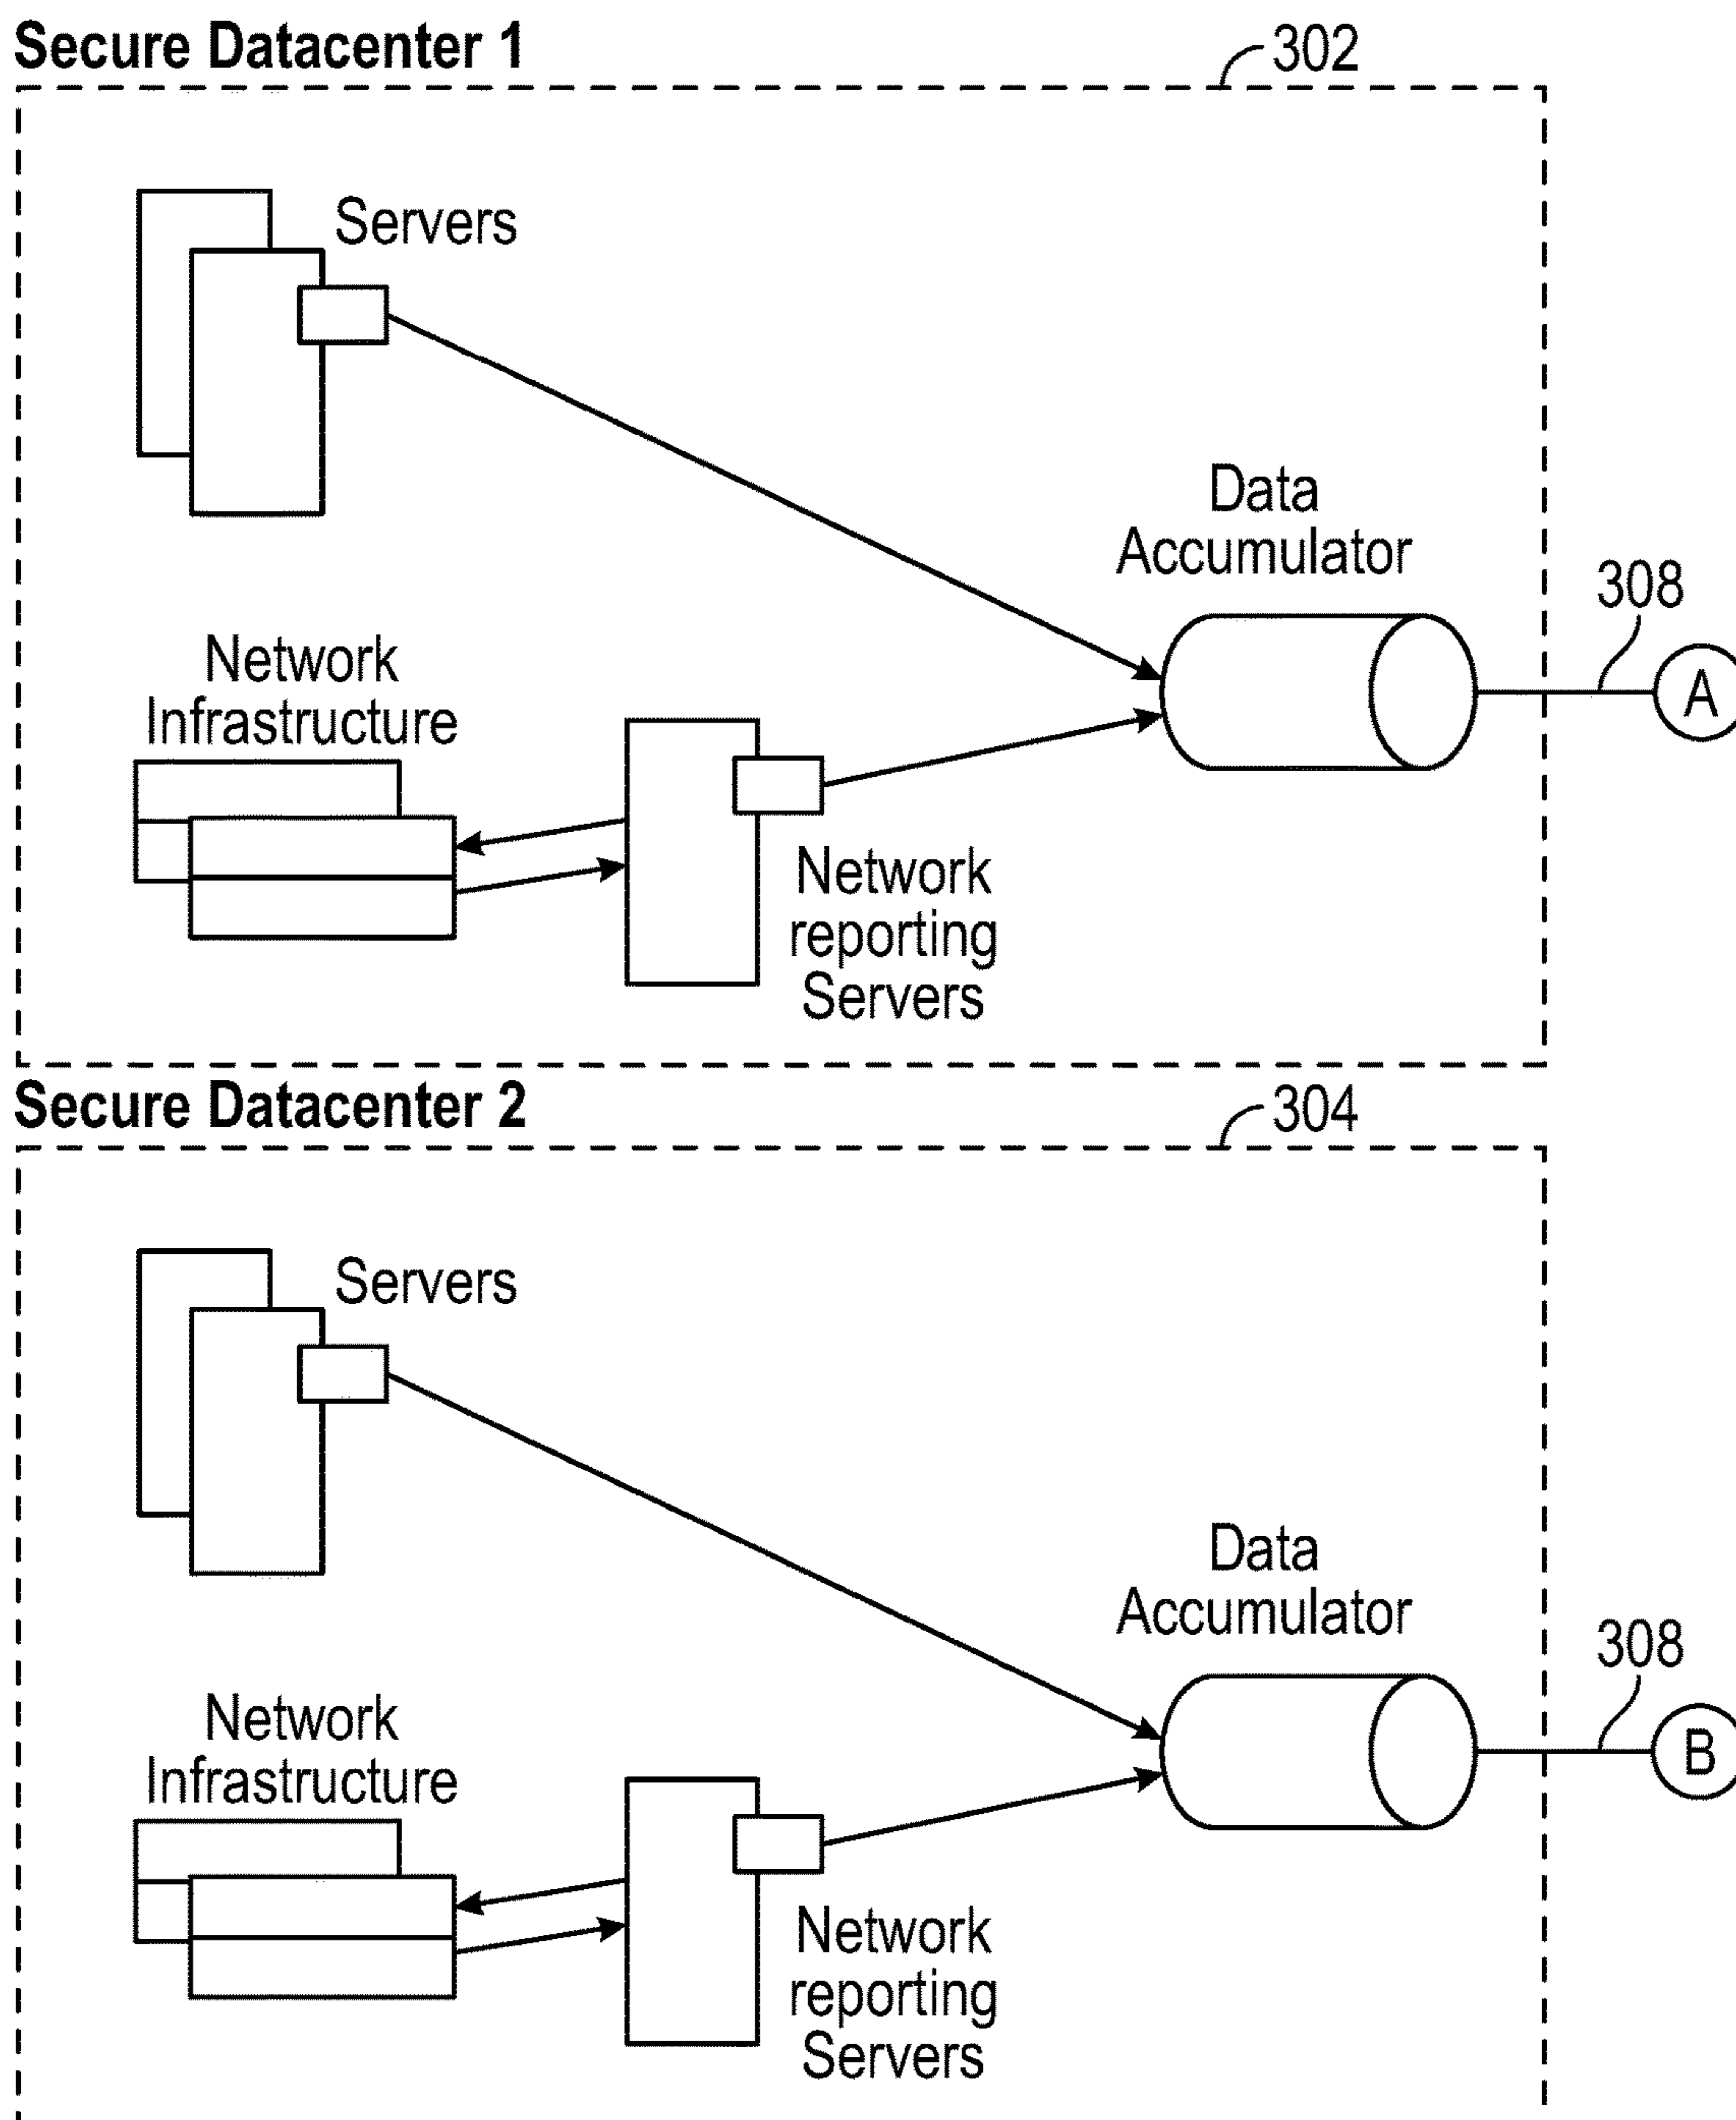 Secure Datacenter 1
302
Servers
Data
Accumulator
308
A
Network
Infrastructure
Network
reporting
Servers
Secure Datacenter 2
304
Servers
Data
Accumulator
308
B
Network
Infrastructure
Network
reporting
Servers